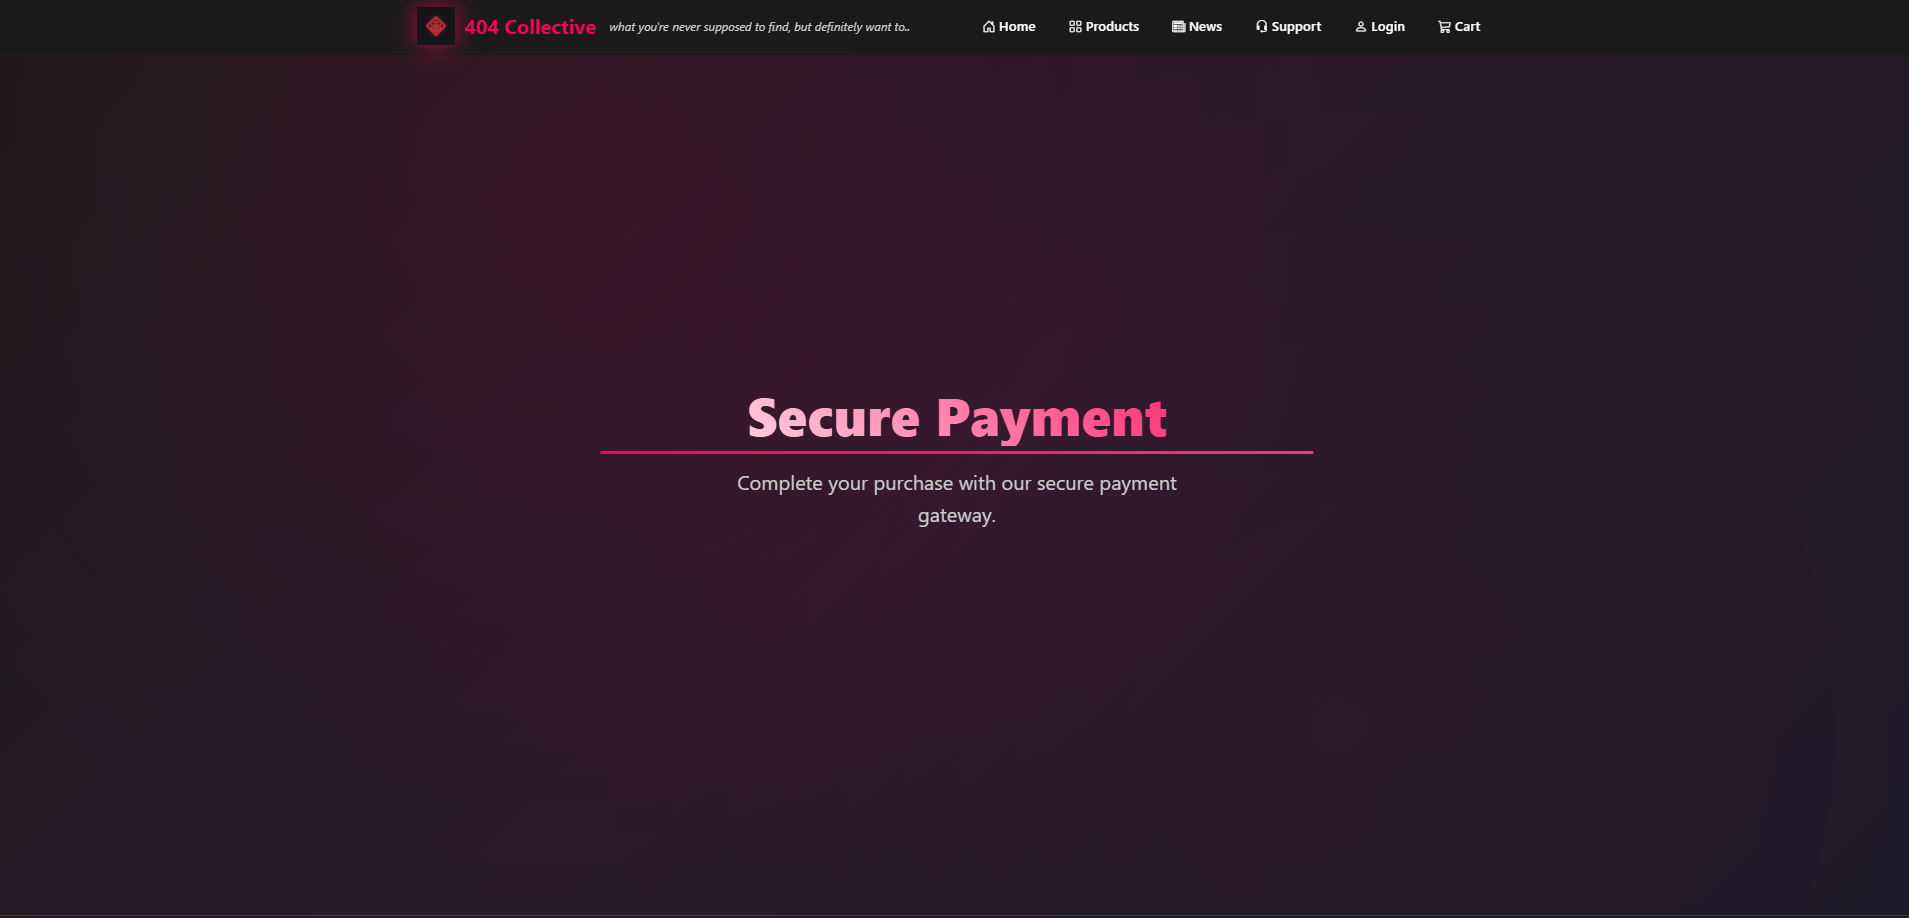 404 Collective what you're never supposed to find, but definitely want to.. Home Products News Support Login Cart
Secure Payment
Complete your purchase with our secure payment
gateway.